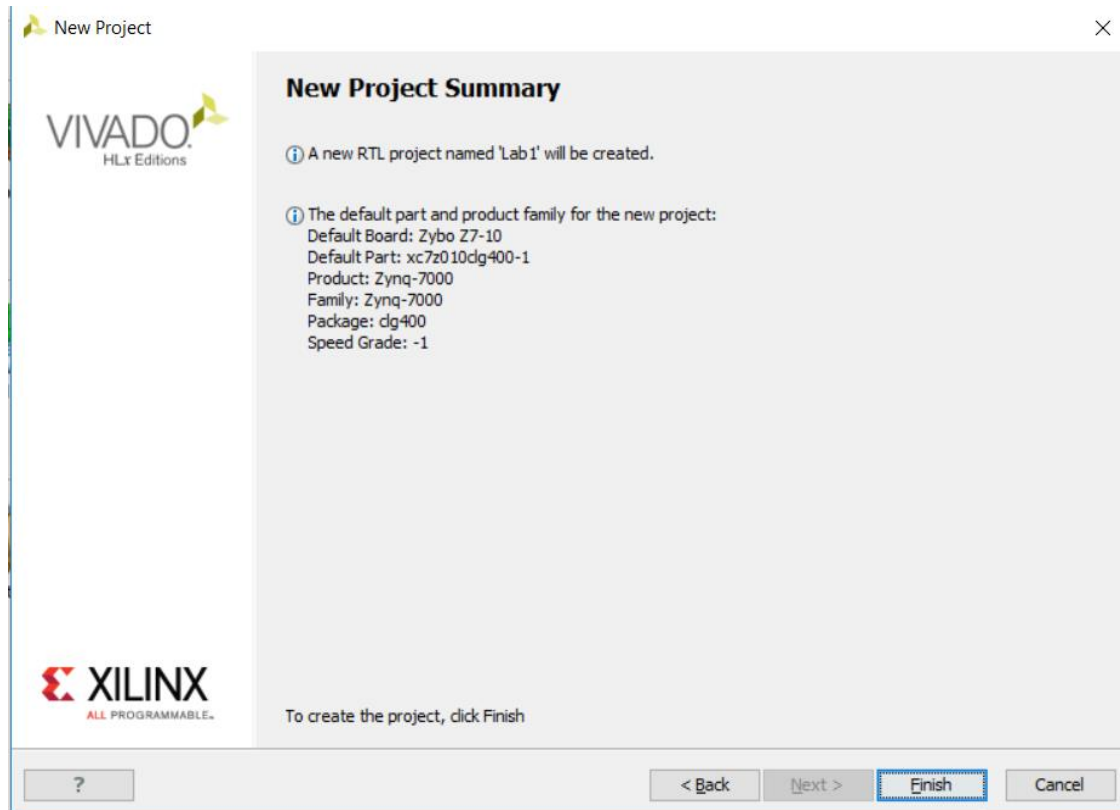 New Project
VIVADO.
HLx Editions
New Project Summary
A new RTL project named 'Lab1' will be created.
The default part and product family for the new project:
Default Board: Zybo Z7-10
Default Part: xc7z010clg400-1
Product: Zynq-7000
Family: Zynq-7000
Package: clg400
Speed Grade: -1
XILINX
ALL PROGRAMMABLE.
To create the project, click Finish
? < Back Next > Finish Cancel